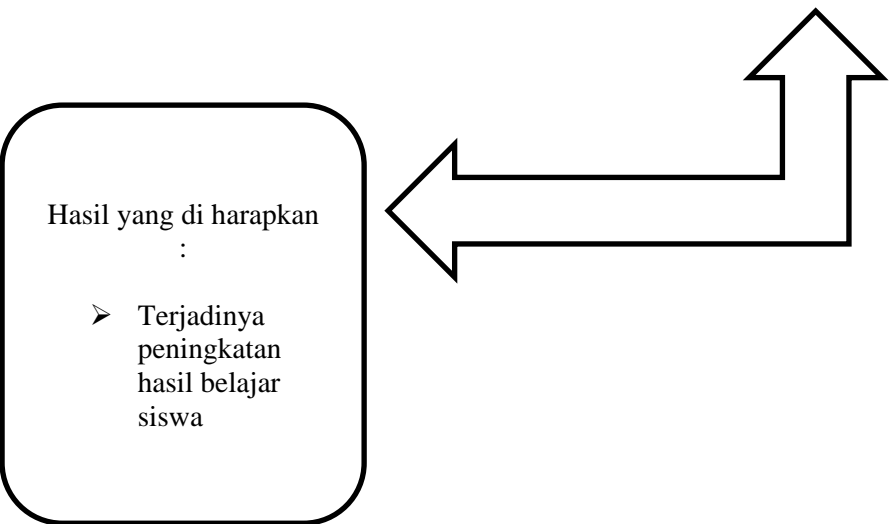 Hasil yang di harapkan
:
➢ Terjadinya
peningkatan
hasil belajar
siswa